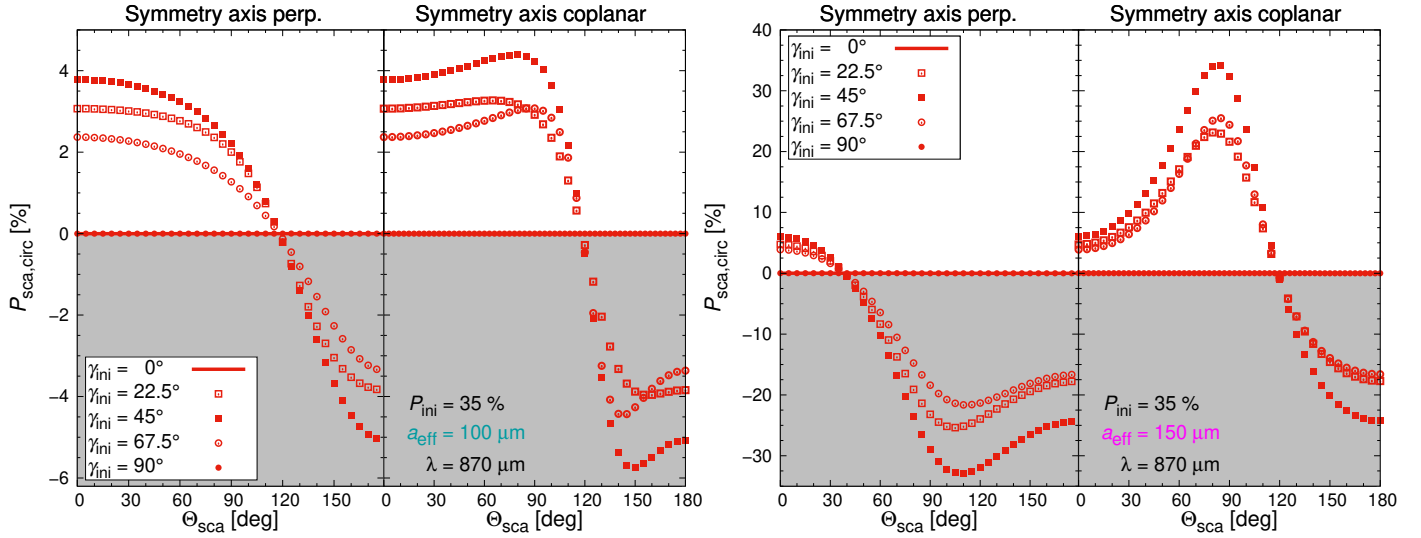 Symmetry axis perp.
Symmetry axis coplanar
P_sca,circ [%]
4
2
0
−2
−4
−6
γ_ini = 0°
γ_ini = 22.5°
γ_ini = 45°
γ_ini = 67.5°
γ_ini = 90°
P_ini = 35 %
a_eff = 100 µm
λ = 870 µm
0 30 60 90 120 150
0 30 60 90 120 150 180
Θ_sca [deg]
Θ_sca [deg]
Symmetry axis perp.
Symmetry axis coplanar
P_sca,circ [%]
40
30
20
10
0
−10
−20
−30
γ_ini = 0°
γ_ini = 22.5°
γ_ini = 45°
γ_ini = 67.5°
γ_ini = 90°
P_ini = 35 %
a_eff = 150 µm
λ = 870 µm
0 30 60 90 120 150
0 30 60 90 120 150 180
Θ_sca [deg]
Θ_sca [deg]